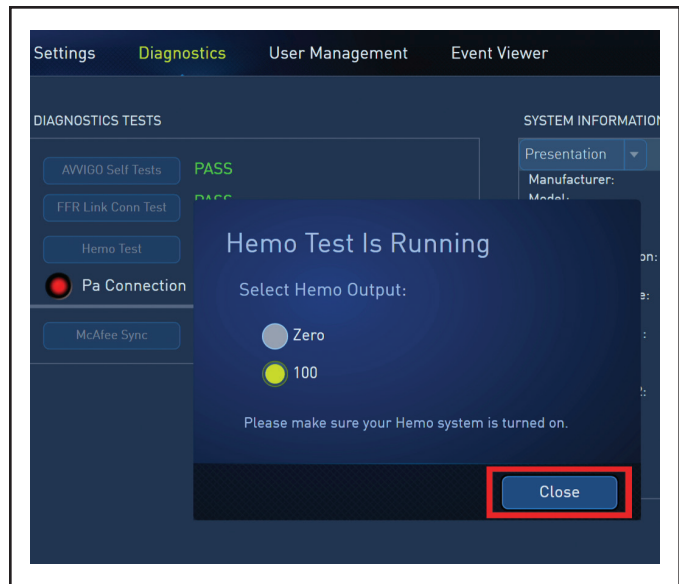 Settings Diagnostics User Management Event Viewer
DIAGNOSTICS TESTS
SYSTEM INFORMATION
AVVIGO Self Tests PASS
Presentation
Manufacturer:
FFR Link Conn Test PASS
Model:
Hemo Test
Pa Connection
McAfee Sync
Hemo Test Is Running
Select Hemo Output:
Zero
100
Please make sure your Hemo system is turned on.
Close